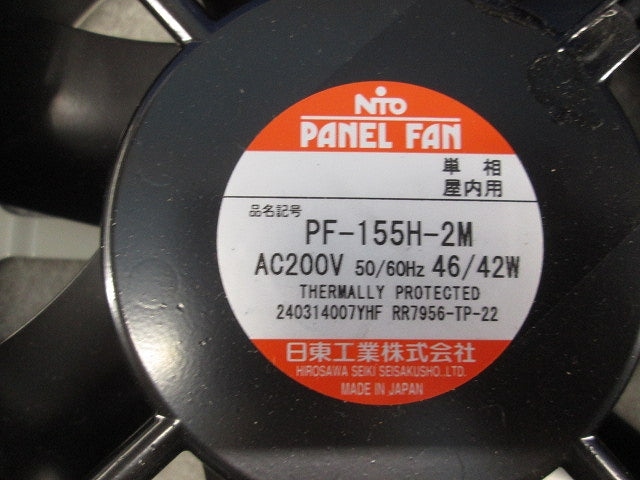 NITO
PANEL FAN
単 相
屋内用
品名記号
PF-155H-2M
AC200V 50/60Hz 46/42W
THERMALLY PROTECTED
240314007YHF RR7956-TP-22
日東工業株式会社
HIROSAWA SEIKI SEISAKUSHO.,LTD.
MADE IN JAPAN